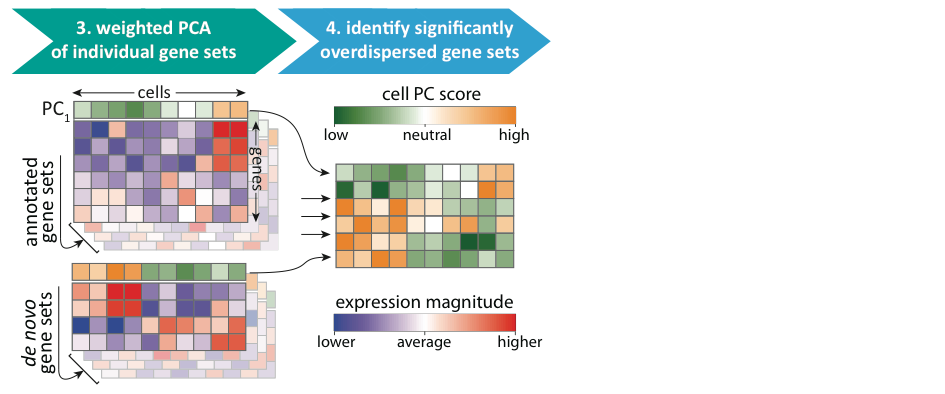 3. weighted PCA
of individual gene sets
4. identify significantly
overdispersed gene sets
cells
PC1
genes
annotated
gene sets
de novo
gene sets
cell PC score
low
neutral
high
expression magnitude
lower
average
higher